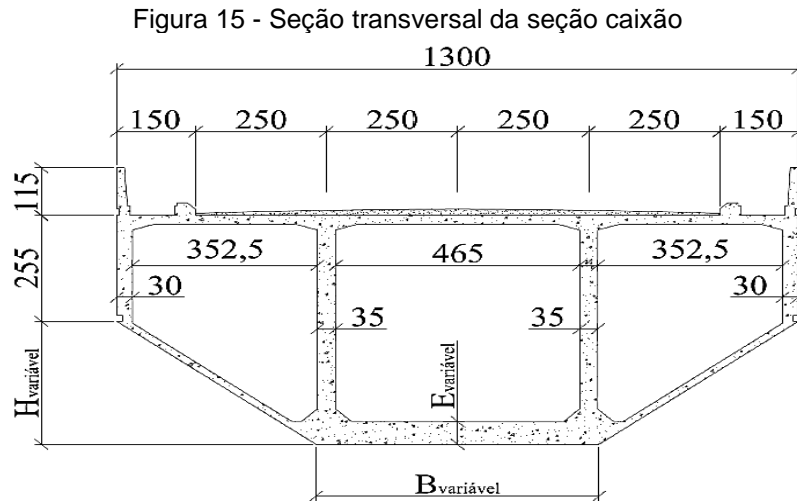 Figura 15 - Seção transversal da seção caixão
1300
150 250 250 250 250 150
115
255
352,5 465 352,5
30 35 35 30
Hvariável
Evariável
Bvariável